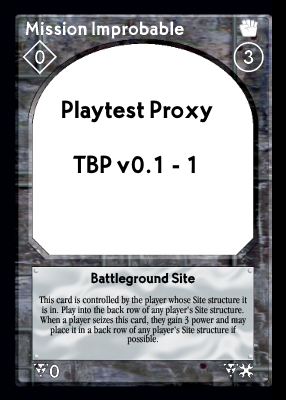 Mission Improbable
0
3
Playtest Proxy
TBP v0.1 - 1
Battleground Site
This card is controlled by the player whose Site structure it
is in. Play into the back row of any player's Site structure.
When a player seizes this card, they gain 3 power and may
place it in a back row of any player's Site structure if
possible.
0